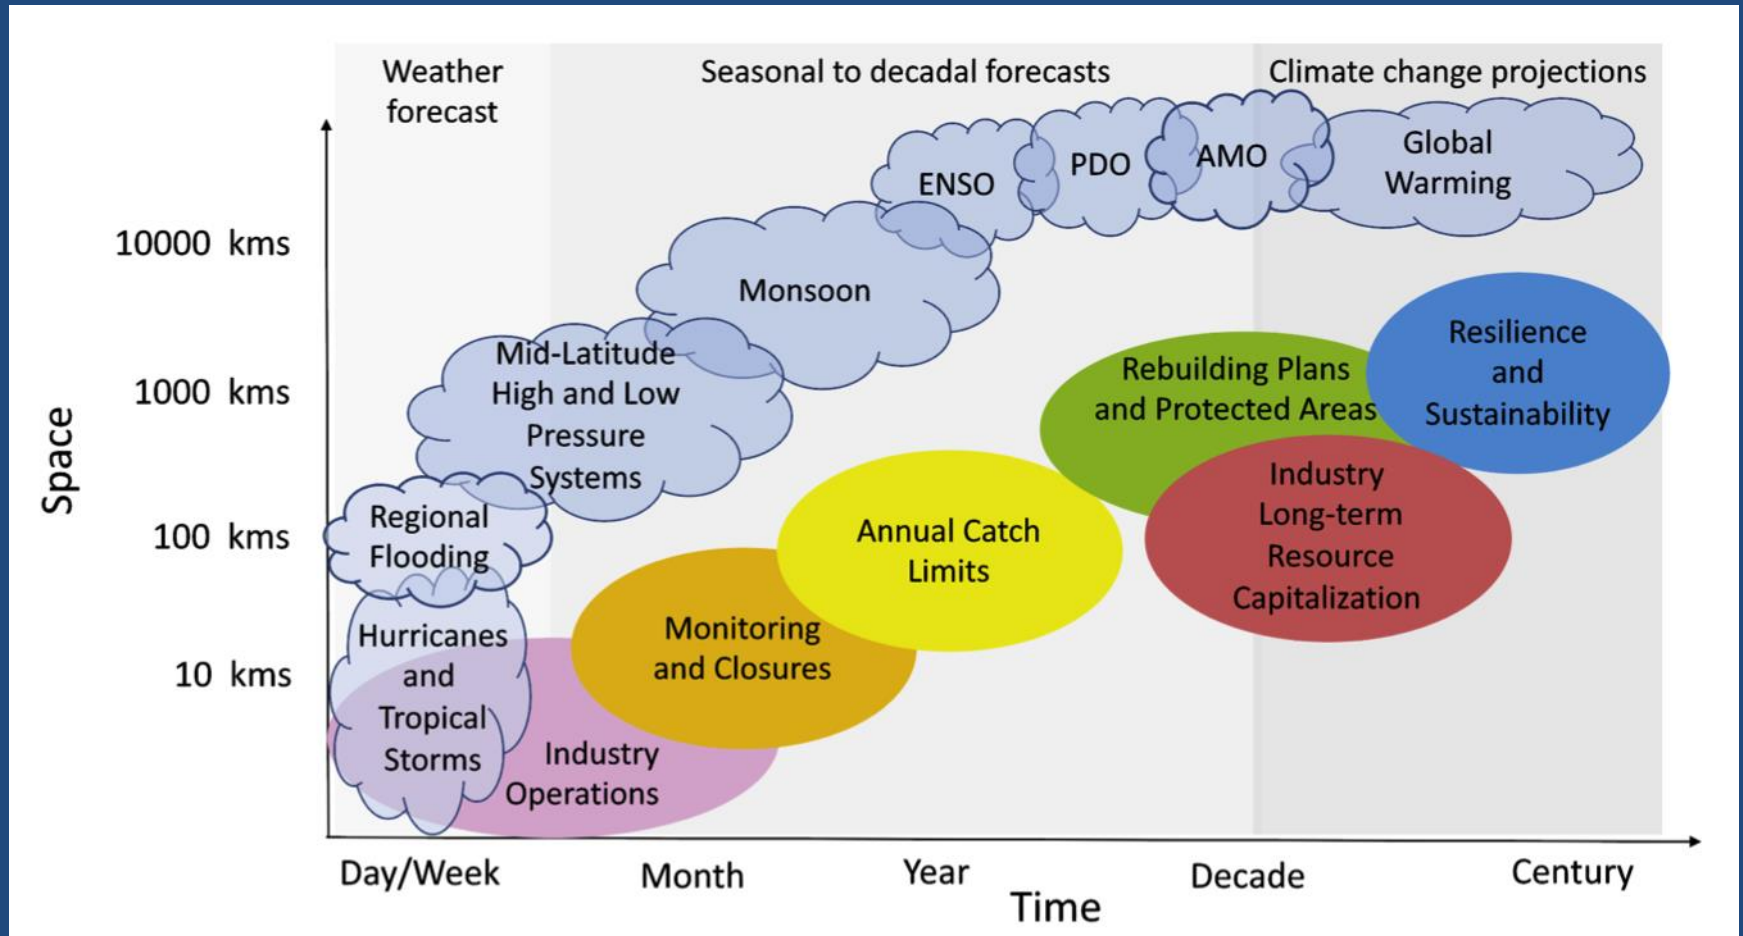 Weather
forecast
Seasonal to decadal forecasts
Climate change projections
ENSO
PDO
AMO
Global
Warming
10000 kms
Monsoon
Mid-Latitude
High and Low
Pressure
Systems
1000 kms
Rebuilding Plans
and Protected Areas
Resilience
and
Sustainability
Space
Regional
Flooding
100 kms
Annual Catch
Limits
Industry
Long-term
Resource
Capitalization
Hurricanes
and
Tropical
Storms
10 kms
Monitoring
and Closures
Industry
Operations
Day/Week
Month
Year
Decade
Century
Time